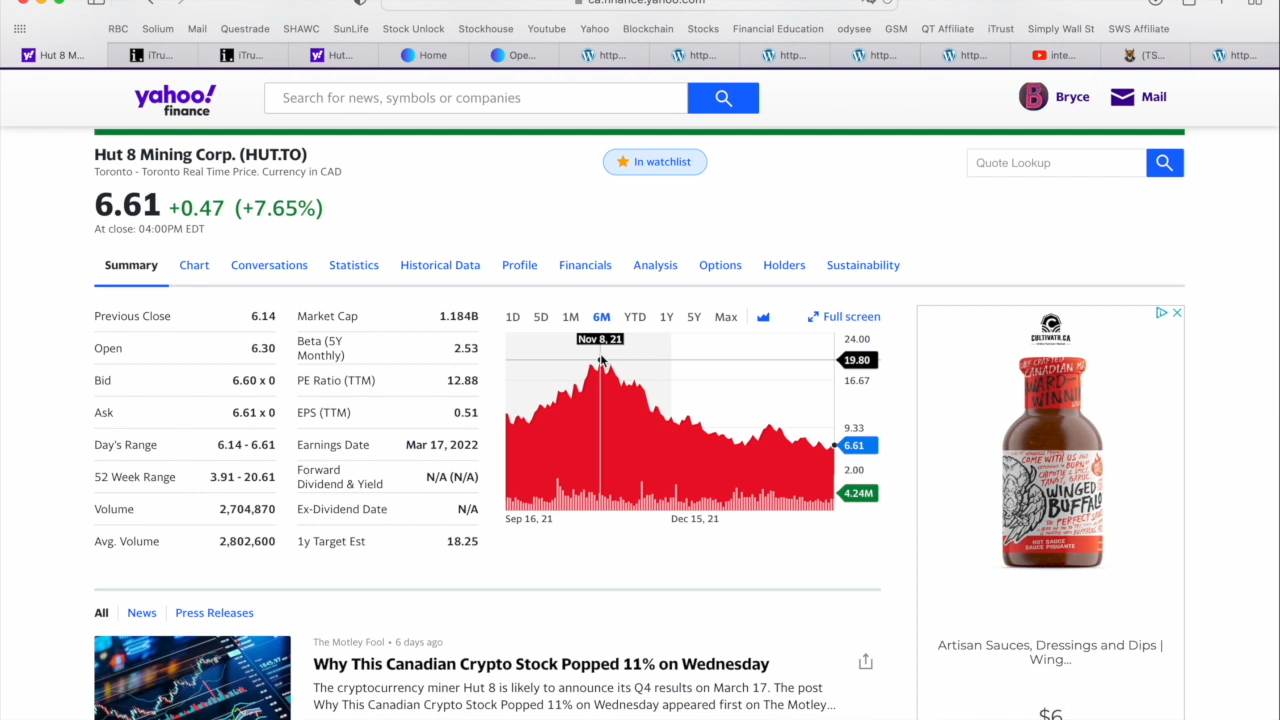 ca.finance.yahoo.com
RBC Solium Mail Questrade SHAWC SunLife Stock Unlock Stockhouse Youtube Yahoo Blockchain Stocks Financial Education odysee GSM QT Affiliate iTrust Simply Wall St SWS Affiliate
Hut 8 M... iTru... iTru... Hut... Home Ope... http... http... http... http... http... inte... (TS... http...
yahoo!
finance
Search for news, symbols or companies
Bryce
Mail
Hut 8 Mining Corp. (HUT.TO)
Toronto - Toronto Real Time Price. Currency in CAD
In watchlist
Quote Lookup
6.61 +0.47 (+7.65%)
At close: 04:00PM EDT
Summary Chart Conversations Statistics Historical Data Profile Financials Analysis Options Holders Sustainability
Previous Close 6.14
Open 6.30
Bid 6.60 x 0
Ask 6.61 x 0
Day's Range 6.14 - 6.61
52 Week Range 3.91 - 20.61
Volume 2,704,870
Avg. Volume 2,802,600
Market Cap 1.184B
Beta (5Y
Monthly) 2.53
PE Ratio (TTM) 12.88
EPS (TTM) 0.51
Earnings Date Mar 17, 2022
Forward
Dividend & Yield N/A (N/A)
Ex-Dividend Date N/A
1y Target Est 18.25
1D 5D 1M 6M YTD 1Y 5Y Max Full screen
Nov 8, 21
24.00
19.80
16.67
9.33
6.61
2.00
4.24M
Sep 16, 21 Dec 15, 21
CULTIVATR.CA
CANADIAN
AWARD-
WINNI
COME WITH US AND
WINGED
BUFFALO
HOT SAUCE
SAUCE PIQUANTE
Artisan Sauces, Dressings and Dips |
Wing...
$6
All News Press Releases
The Motley Fool • 6 days ago
Why This Canadian Crypto Stock Popped 11% on Wednesday
The cryptocurrency miner Hut 8 is likely to announce its Q4 results on March 17. The post
Why This Canadian Crypto Stock Popped 11% on Wednesday appeared first on The Motley...